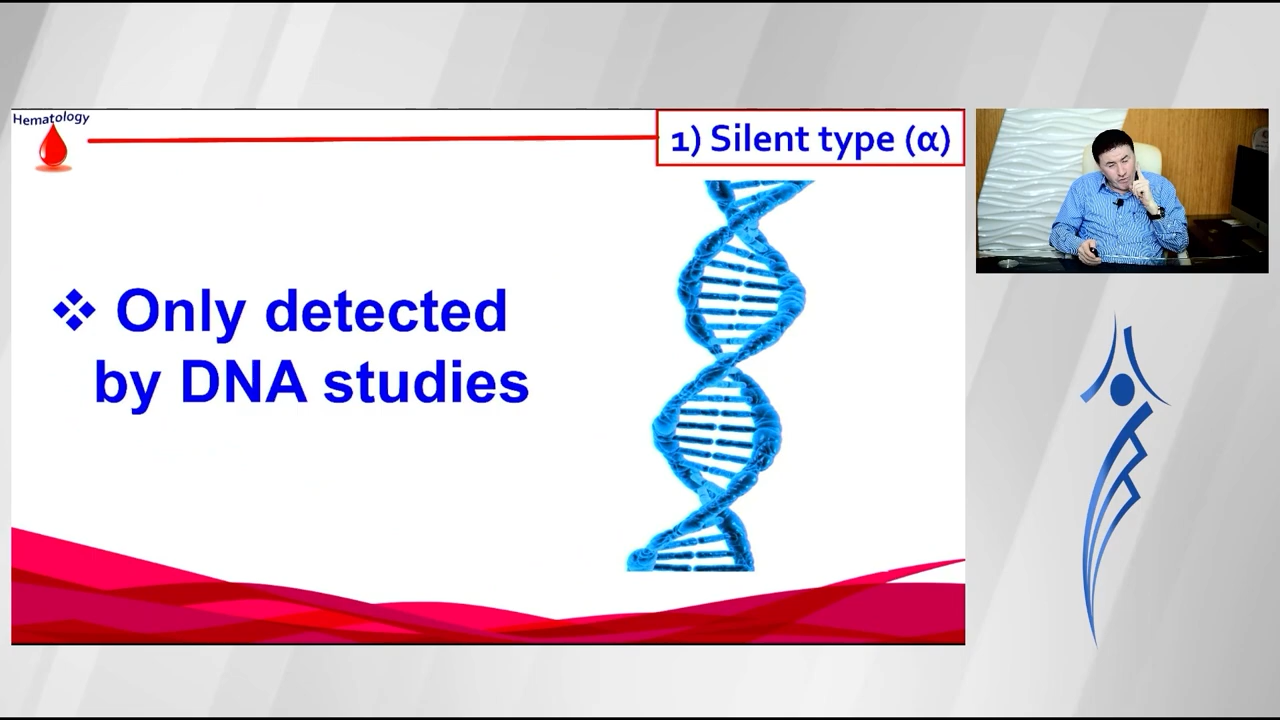 Hematology
1) Silent type (α)
❖ Only detected
by DNA studies